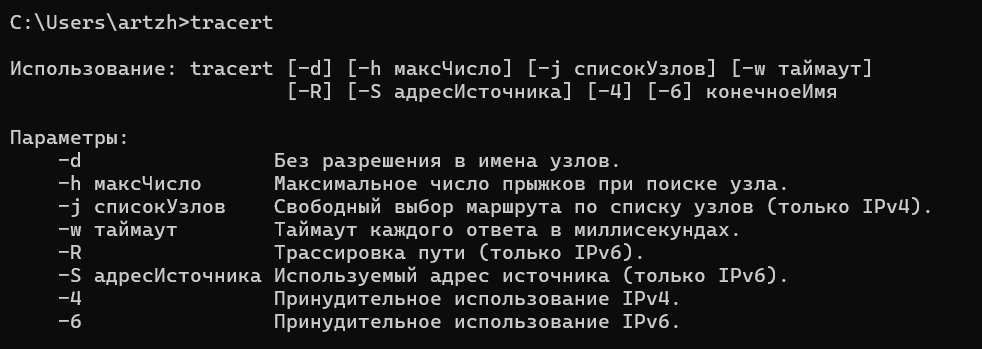 C:\Users\artzh>tracert
Использование: tracert [-d] [-h максЧисло] [-j списокУзлов] [-w таймаут]
[-R] [-S адресИсточника] [-4] [-6] конечноеИмя
Параметры:
-d Без разрешения в имена узлов.
-h максЧисло Максимальное число прыжков при поиске узла.
-j списокУзлов Свободный выбор маршрута по списку узлов (только IPv4).
-w таймаут Таймаут каждого ответа в миллисекундах.
-R Трассировка пути (только IPv6).
-S адресИсточника Используемый адрес источника (только IPv6).
-4 Принудительное использование IPv4.
-6 Принудительное использование IPv6.